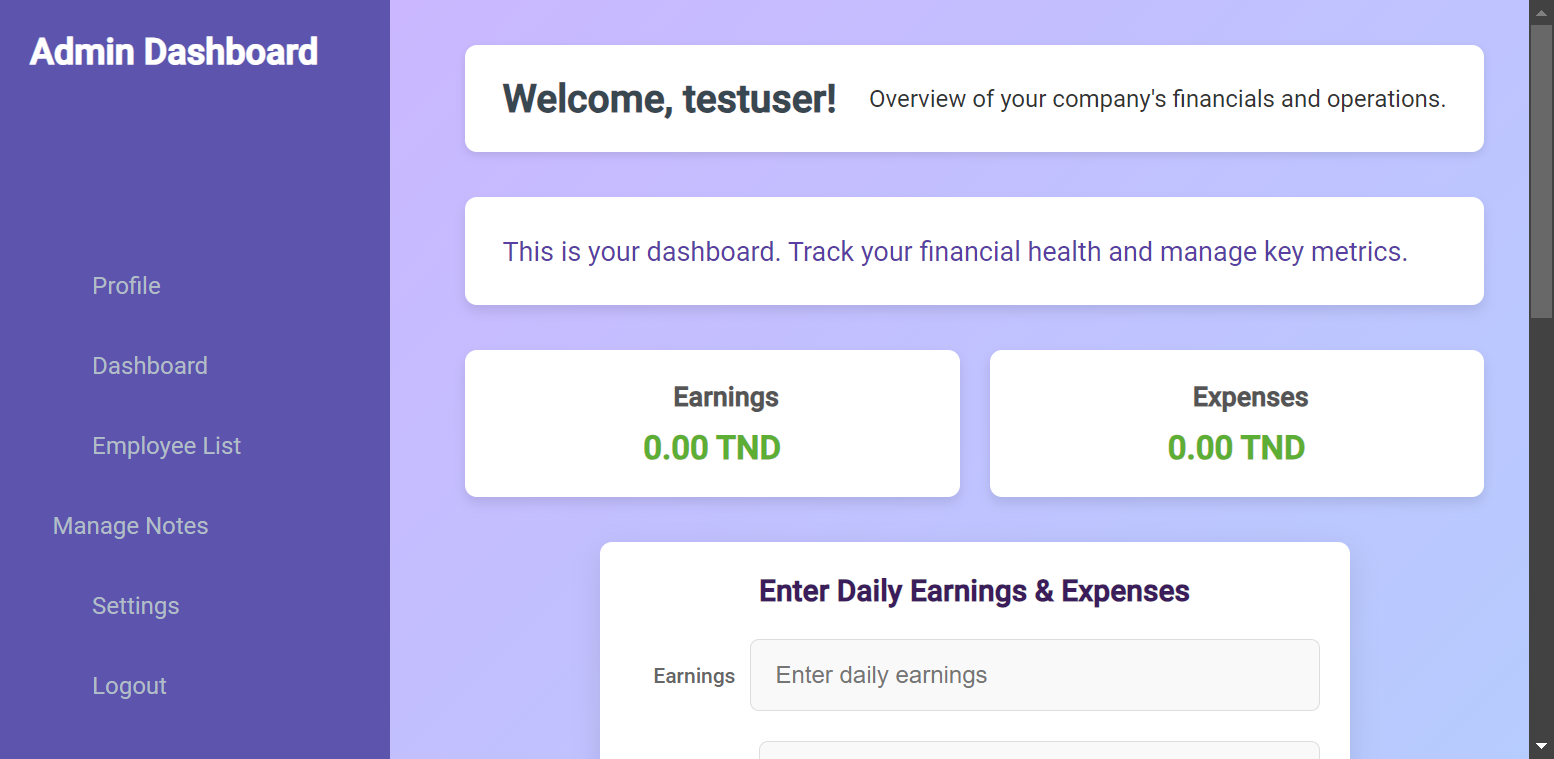 Admin Dashboard
Profile
Dashboard
Employee List
Manage Notes
Settings
Logout
Welcome, testuser!
Overview of your company's financials and operations.
This is your dashboard. Track your financial health and manage key metrics.
Earnings
0.00 TND
Expenses
0.00 TND
Enter Daily Earnings & Expenses
Earnings
Enter daily earnings